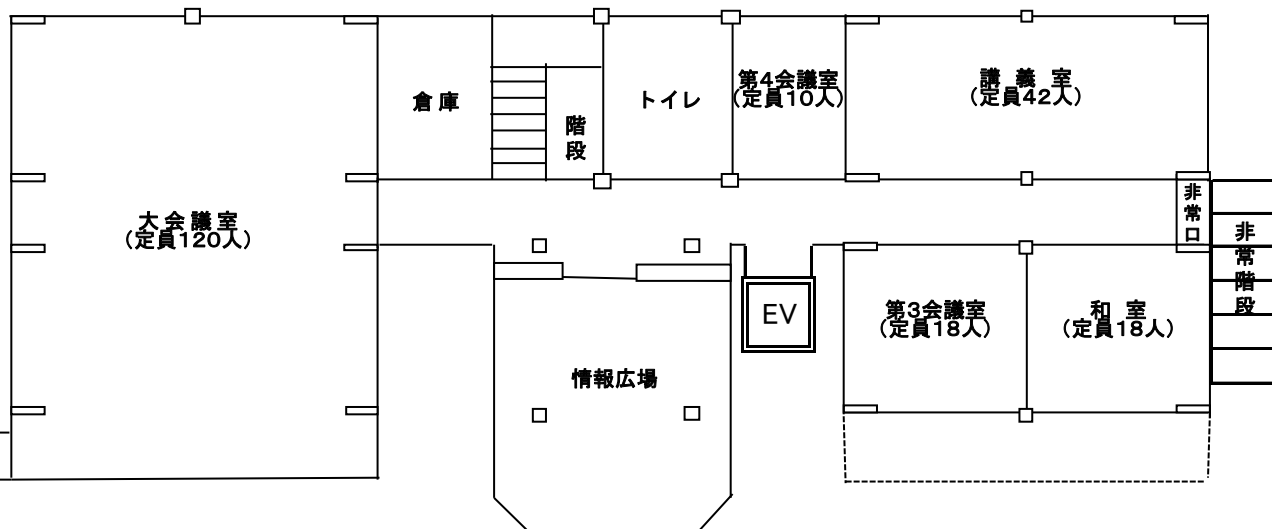 倉庫
階段
トイレ
第4会議室
（定員10人）
講義室
（定員42人）
大会議室
（定員120人）
非常口
非常階段
EV
第3会議室
（定員18人）
和室
（定員18人）
情報広場